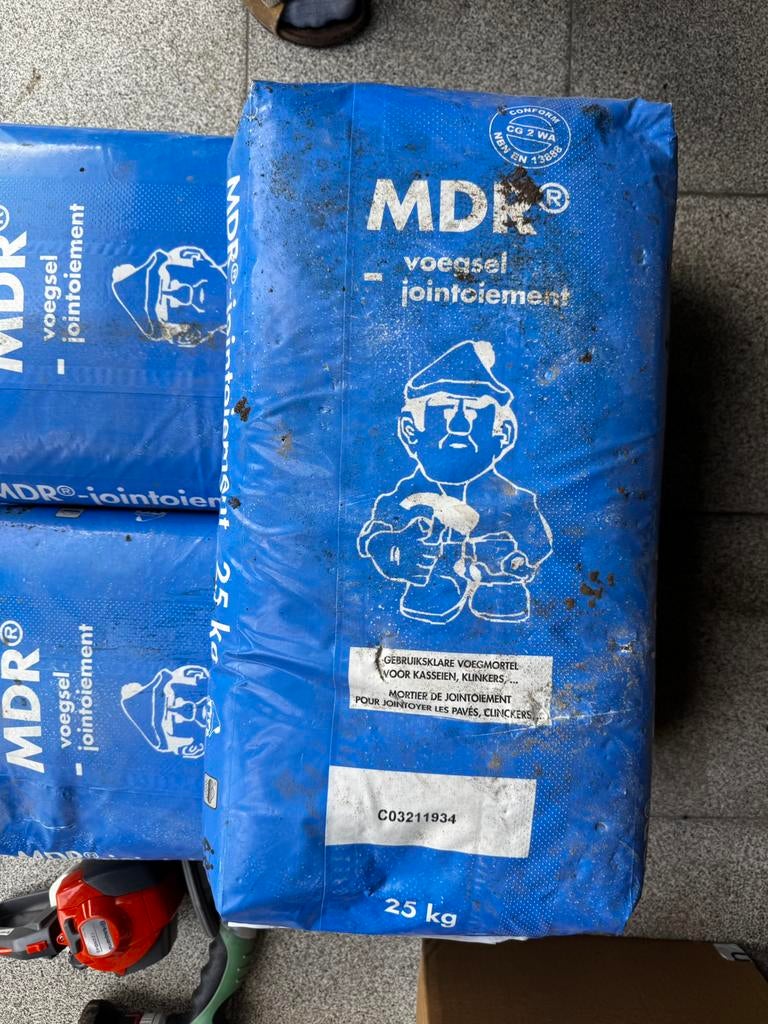 CONFORM
CG 2 WA
NBN EN 13888
MDR®
- voegsel
jointoiement
GEBRUIKSKLARE VOEGMORTEL
VOOR KASSEIEN, KLINKERS, ...
MORTIER DE JOINTOIEMENT
POUR JOINTOYER LES PAVÉS, CLINCKERS, ...
C03211934
25 kg
MDR®-jointoiement 25 kg
MDR®
- voegsel
jointoiement
MDR®-jointoiem
MDR®
- voegsel
jointoiement